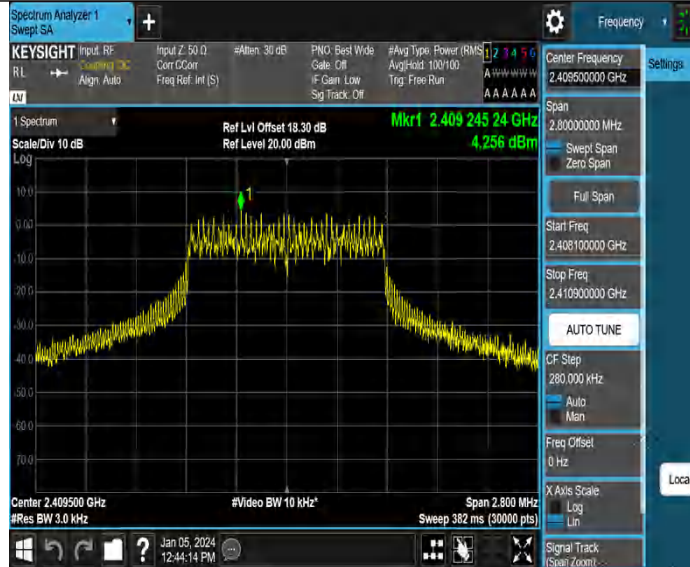 Spectrum Analyzer 1
Swept SA
+
Frequency
KEYSIGHT
RL
Input: RF
Coupling: DC
Align: Auto
Input Z: 50 Ω
Corr CCorr
Freq Ref: Int (S)
#Atten: 30 dB
PNO: Best Wide
Gate: Off
IF Gain: Low
Sig Track: Off
#Avg Type: Power (RMS
Avg|Hold: 100/100
Trig: Free Run
1 2 3 4 5 6
A W W W W W
A A A A A A
LXI
1 Spectrum
Scale/Div 10 dB
Log
Ref Lvl Offset 18.30 dB
Ref Level 20.00 dBm
Mkr1 2.409 245 24 GHz
4.256 dBm
1
10.0
0.00
-10.0
-20.0
-30.0
-40.0
-50.0
-60.0
-70.0
Center 2.409500 GHz
#Res BW 3.0 kHz
#Video BW 10 kHz*
Span 2.800 MHz
Sweep 382 ms (30000 pts)
Center Frequency
2.409500000 GHz
Span
2.80000000 MHz
Swept Span
Zero Span
Full Span
Start Freq
2.408100000 GHz
Stop Freq
2.410900000 GHz
AUTO TUNE
CF Step
280.000 kHz
Auto
Man
Freq Offset
0 Hz
X Axis Scale
Log
Lin
Signal Track
(Span Zoom)
Settings
Loca
?
Jan 05, 2024
12:44:14 PM